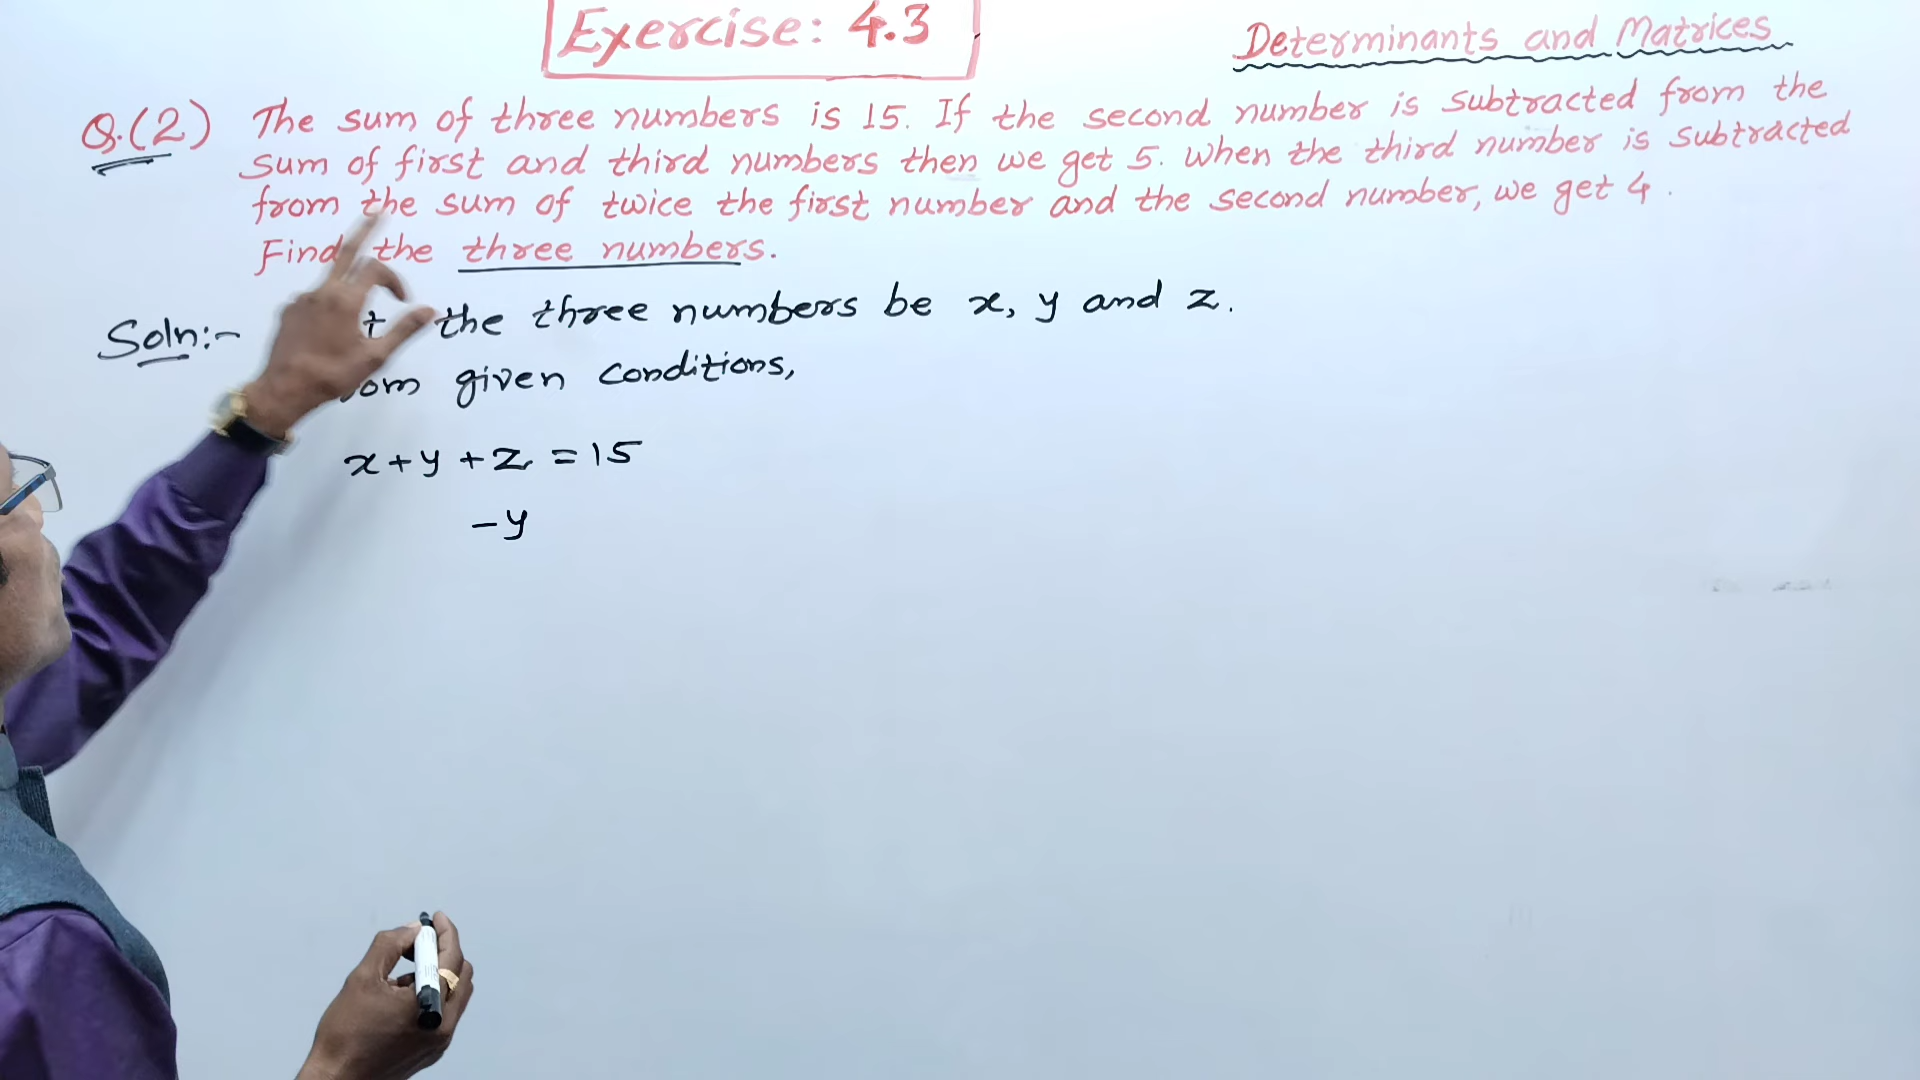 Exercise: 4.3
Determinants and Matrices
Q.(2) The sum of three numbers is 15. If the second number is subtracted from the
sum of first and third numbers then we get 5. When the third number is subtracted
from the sum of twice the first number and the second number, we get 4.
Find the three numbers.
Soln:- the three numbers be x, y and z.
given conditions,
x + y + z = 15
- y